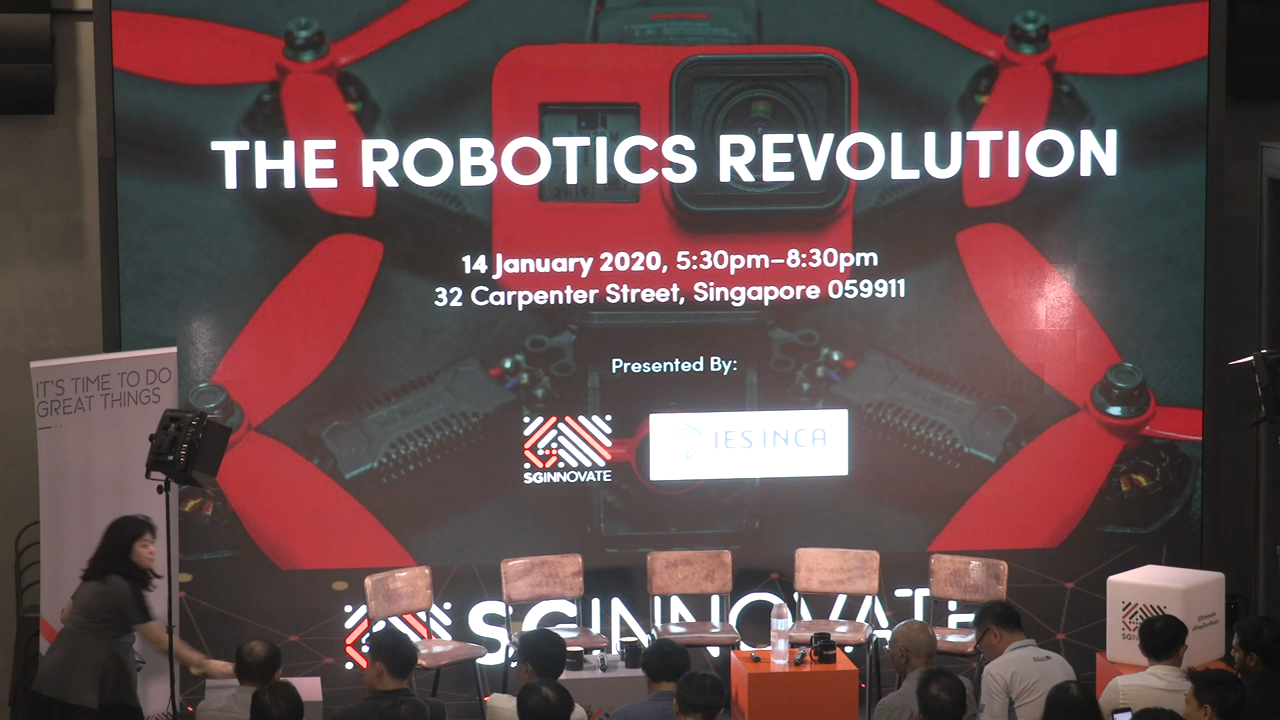 THE ROBOTICS REVOLUTION
14 January 2020, 5:30pm–8:30pm
32 Carpenter Street, Singapore 059911
Presented By:
SGINNOVATE
IES INCA
IT'S TIME TO DO
GREAT THINGS
SGINNOVATE